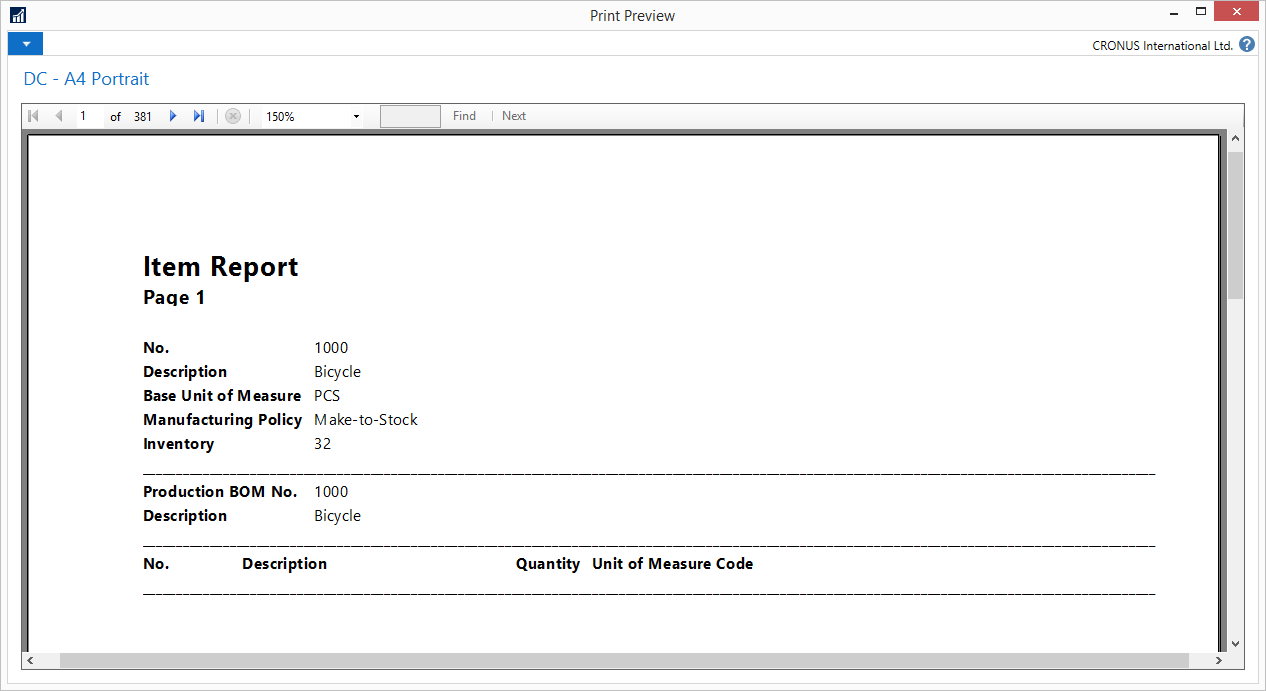 Print Preview
CRONUS International Ltd.
DC - A4 Portrait
1 of 381 150% Find | Next
Item Report
Page 1
No. 1000
Description Bicycle
Base Unit of Measure PCS
Manufacturing Policy Make-to-Stock
Inventory 32
Production BOM No. 1000
Description Bicycle
No. Description Quantity Unit of Measure Code